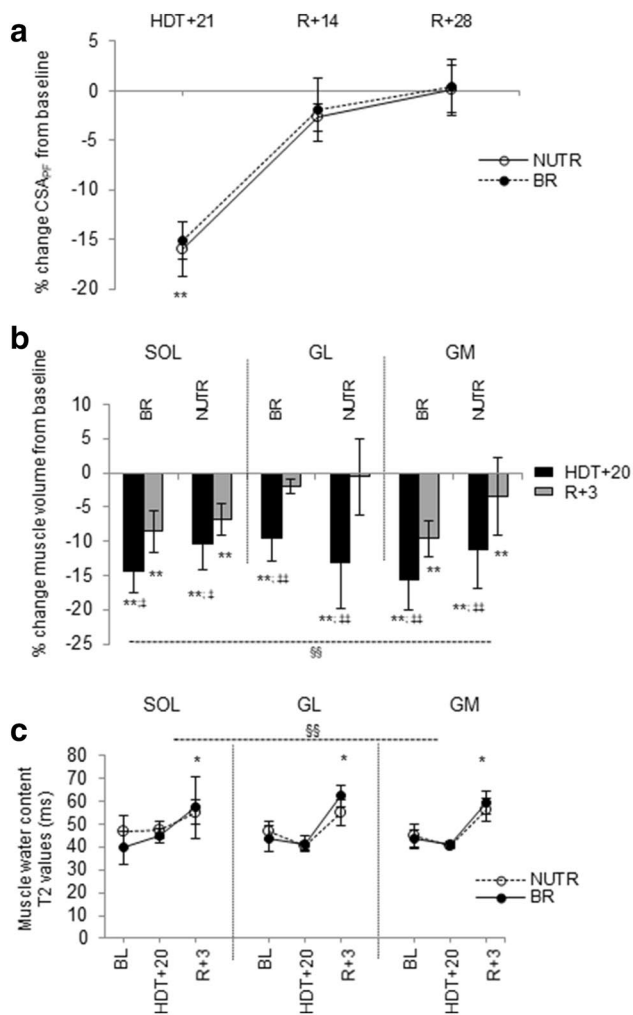 a
HDT+21 R+14 R+28
% change CSAPF from baseline
5
0
-5
-10
-15
-20
NUTR
BR
**
b
SOL GL GM
% change muscle volume from baseline
BR NUTR BR NUTR BR NUTR
10
5
0
-5
-10
-15
-20
-25
HDT+20
R+3
** ** **
**
**;‡ **;‡ **;‡‡ **;‡‡ **;‡‡ **;‡‡
§§
SOL GL GM
c
§§
* * *
Muscle water content
T2 values (ms)
80
70
60
50
40
30
20
10
0
NUTR
BR
BL HDT+20 R+3 BL HDT+20 R+3 BL HDT+20 R+3